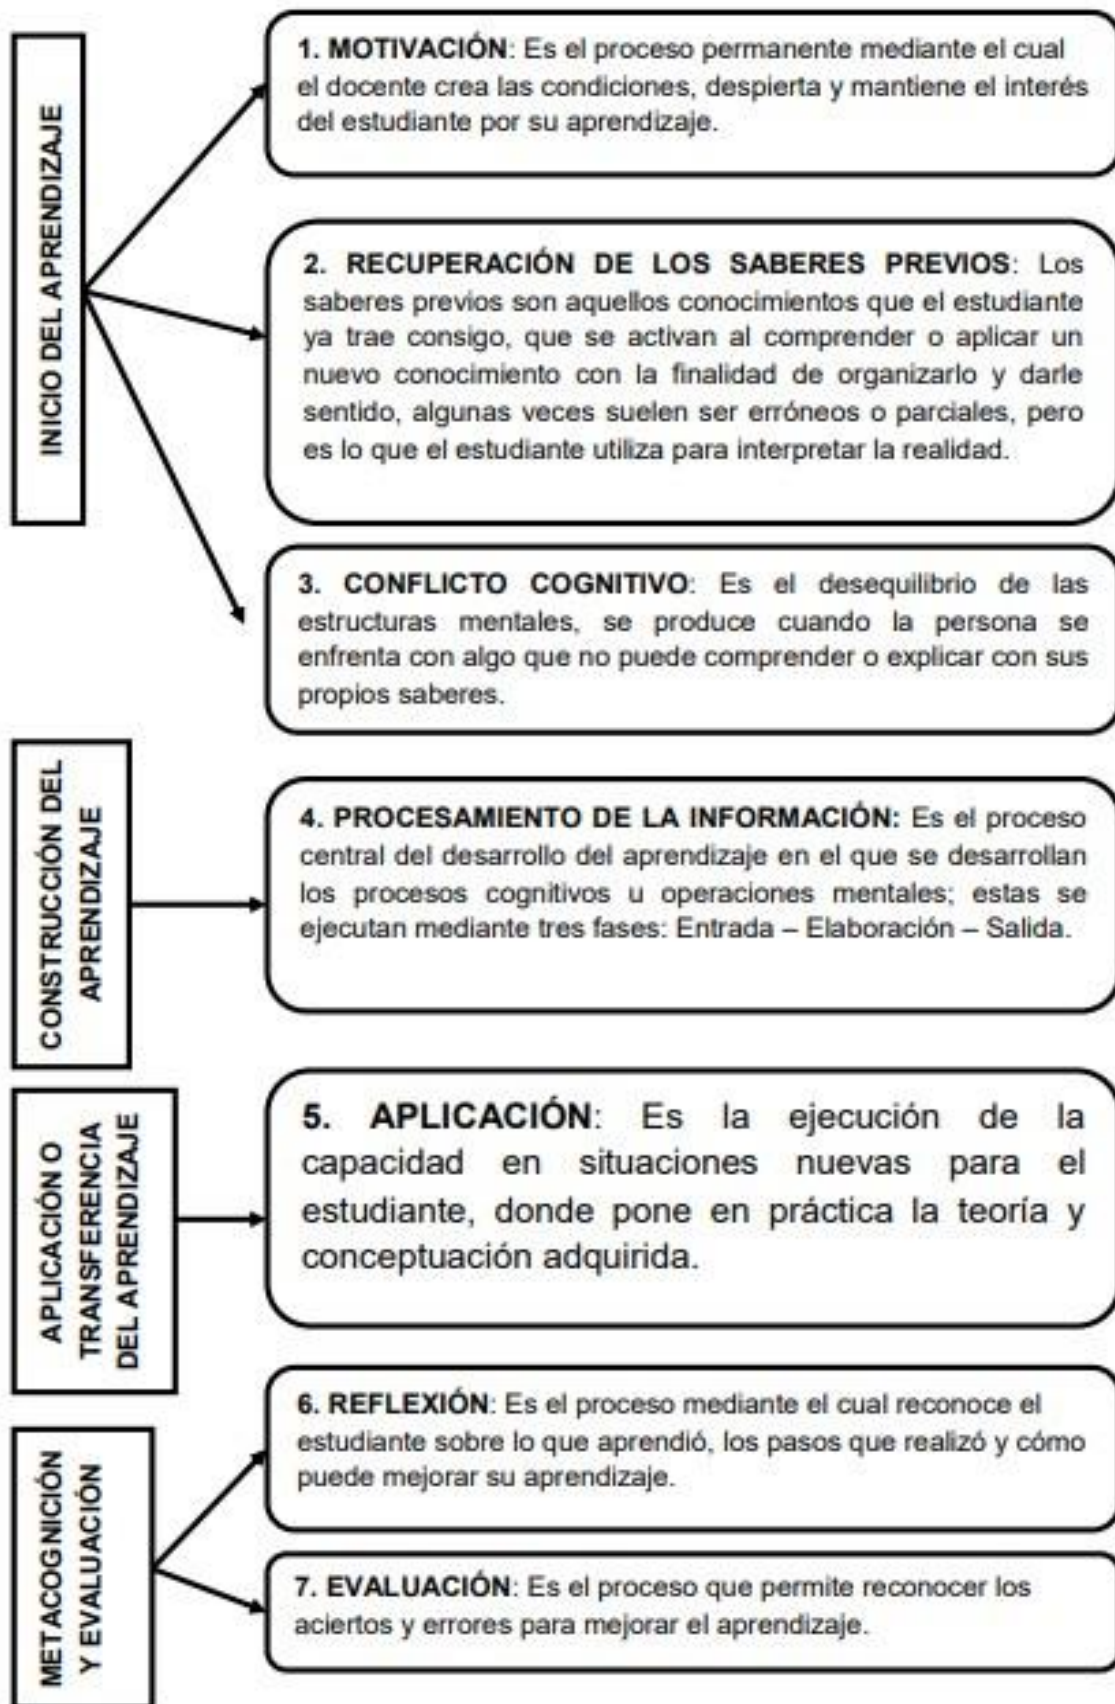 INICIO DEL APRENDIZAJE
1. MOTIVACIÓN: Es el proceso permanente mediante el cual
el docente crea las condiciones, despierta y mantiene el interés
del estudiante por su aprendizaje.
2. RECUPERACIÓN DE LOS SABERES PREVIOS: Los
saberes previos son aquellos conocimientos que el estudiante
ya trae consigo, que se activan al comprender o aplicar un
nuevo conocimiento con la finalidad de organizarlo y darle
sentido, algunas veces suelen ser erróneos o parciales, pero
es lo que el estudiante utiliza para interpretar la realidad.
3. CONFLICTO COGNITIVO: Es el desequilibrio de las
estructuras mentales, se produce cuando la persona se
enfrenta con algo que no puede comprender o explicar con sus
propios saberes.
CONSTRUCCIÓN DEL
APRENDIZAJE
4. PROCESAMIENTO DE LA INFORMACIÓN: Es el proceso
central del desarrollo del aprendizaje en el que se desarrollan
los procesos cognitivos u operaciones mentales; estas se
ejecutan mediante tres fases: Entrada – Elaboración – Salida.
APLICACIÓN O
TRANSFERENCIA
DEL APRENDIZAJE
5. APLICACIÓN: Es la ejecución de la
capacidad en situaciones nuevas para el
estudiante, donde pone en práctica la teoría y
conceptuación adquirida.
METACOGNICIÓN
Y EVALUACIÓN
6. REFLEXIÓN: Es el proceso mediante el cual reconoce el
estudiante sobre lo que aprendió, los pasos que realizó y cómo
puede mejorar su aprendizaje.
7. EVALUACIÓN: Es el proceso que permite reconocer los
aciertos y errores para mejorar el aprendizaje.